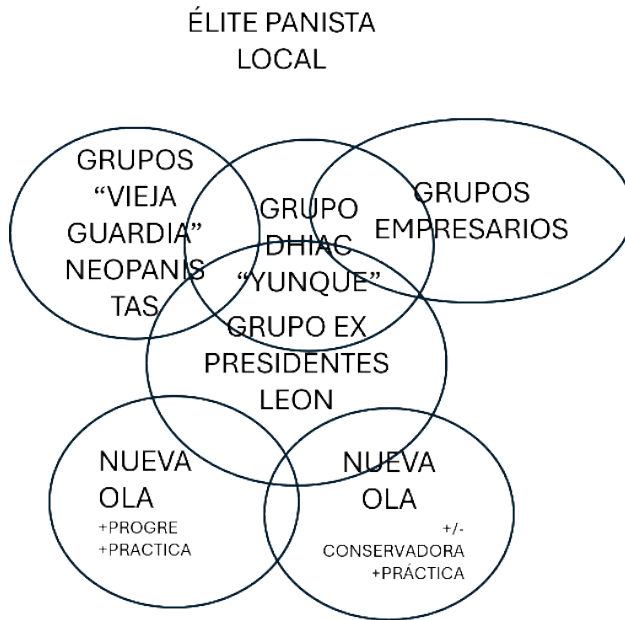 ÉLITE PANISTA
LOCAL
GRUPOS
“VIEJA
GUARDIA”
NEOPANIS
TAS
GRUPO
DHIAC
“YUNQUE”
GRUPOS
EMPRESARIOS
GRUPO EX
PRESIDENTES
LEON
NUEVA
OLA
+PROGRE
+PRACTICA
NUEVA
OLA
+/-
CONSERVADORA
+PRÁCTICA